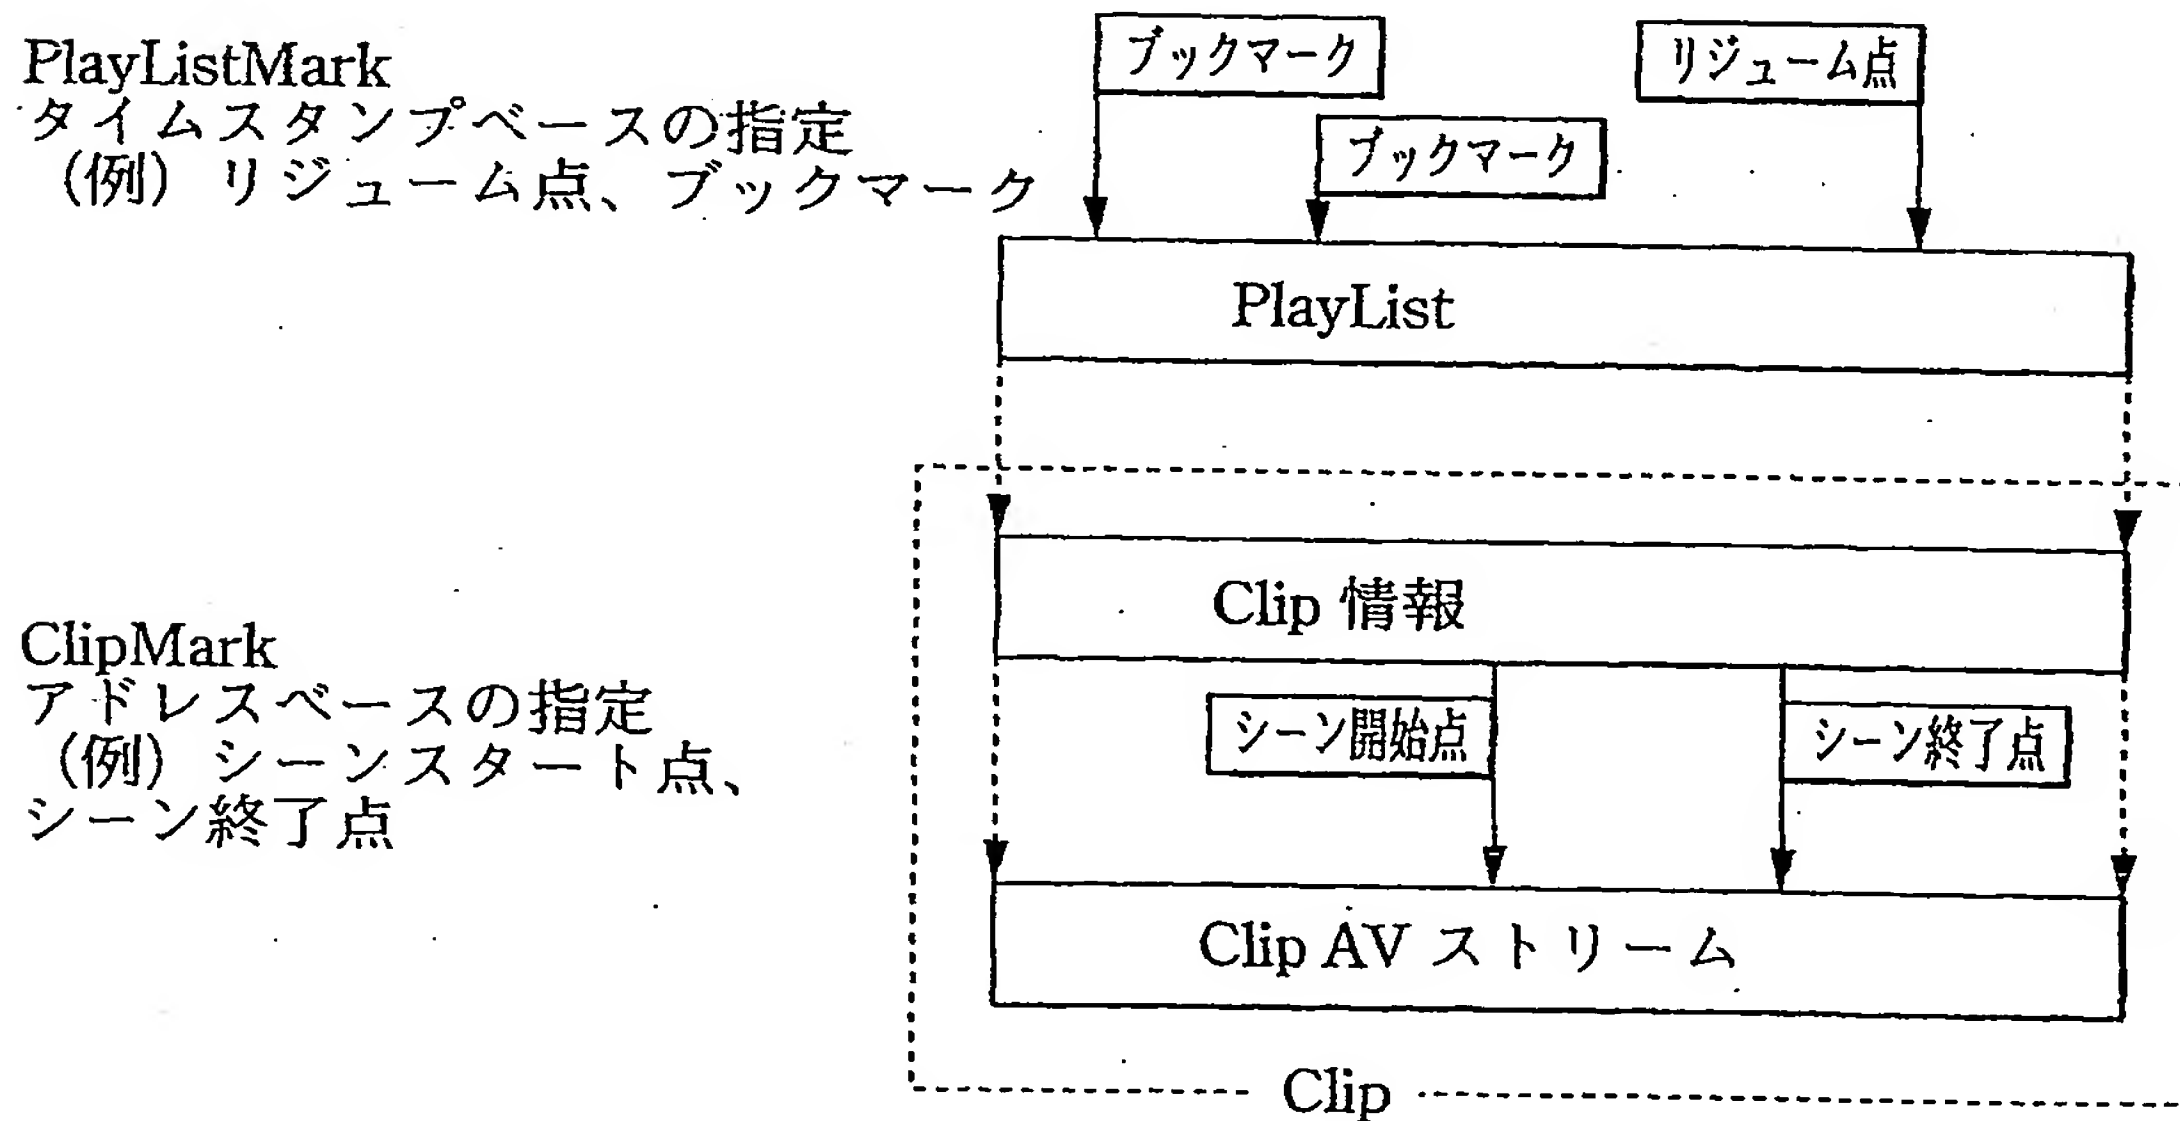 PlayListMark
タイムスタンプベースの指定
(例) リジューム点、ブックマーク
ブックマーク
ブックマーク
リジューム点
PlayList
ClipMark
アドレスベースの指定
(例) シーンスタート点、
シーン終了点
Clip 情報
シーン開始点
シーン終了点
Clip AV ストリーム
Clip